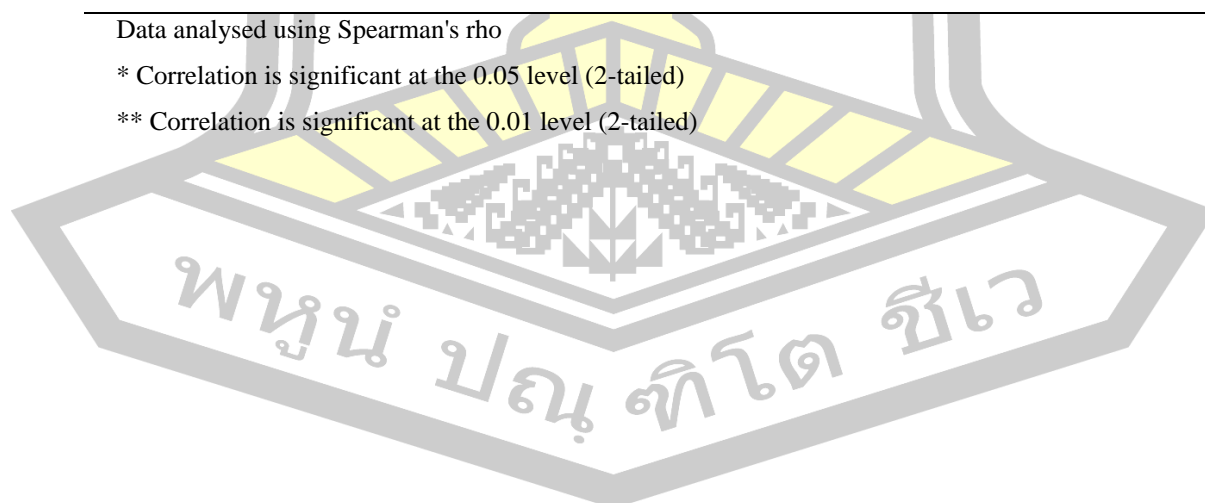 Data analysed using Spearman's rho
* Correlation is significant at the 0.05 level (2-tailed)
** Correlation is significant at the 0.01 level (2-tailed)
พหูนํ ปณฺฑิโต ชีเว